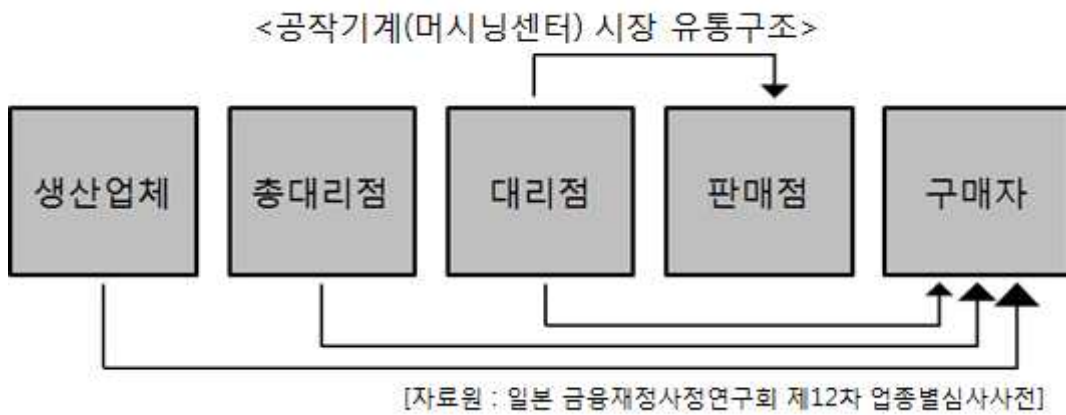 <공작기계(머시닝센터) 시장 유통구조>
생산업체
총대리점
대리점
판매점
구매자
[자료원 : 일본 금융재정사정연구회 제12차 업종별심사사전]